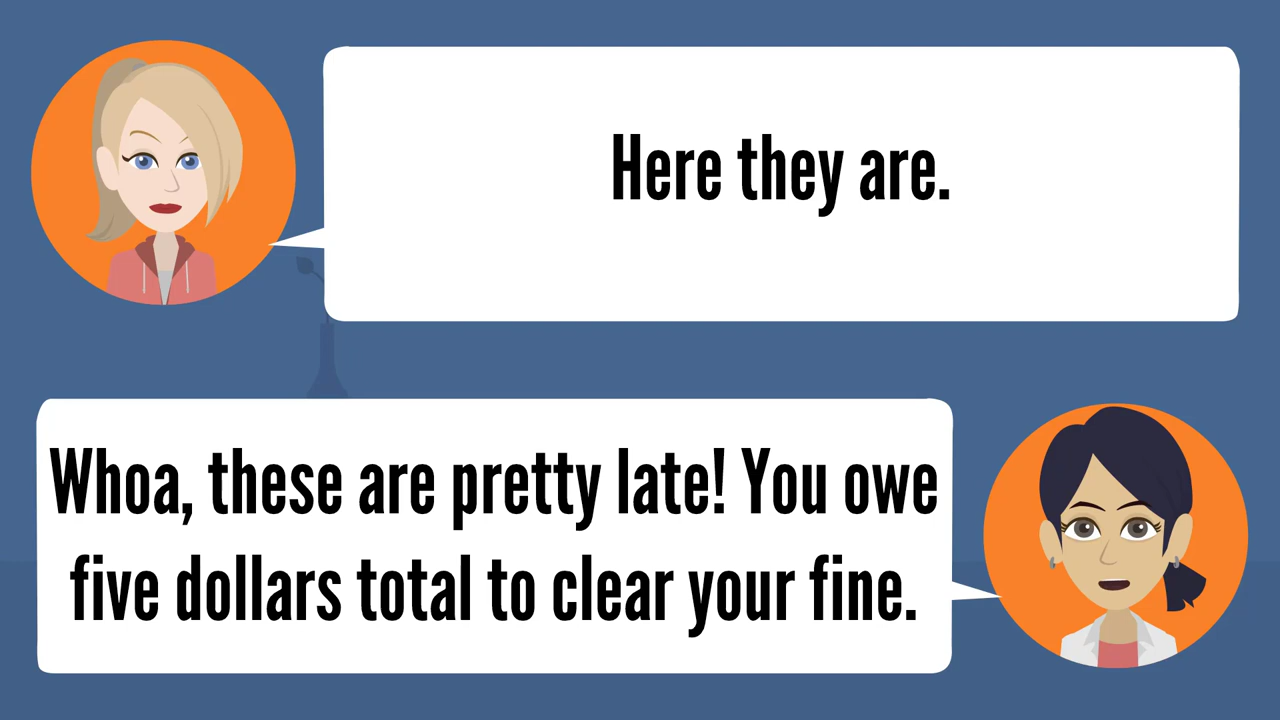 Here they are.
Whoa, these are pretty late! You owe
five dollars total to clear your fine.